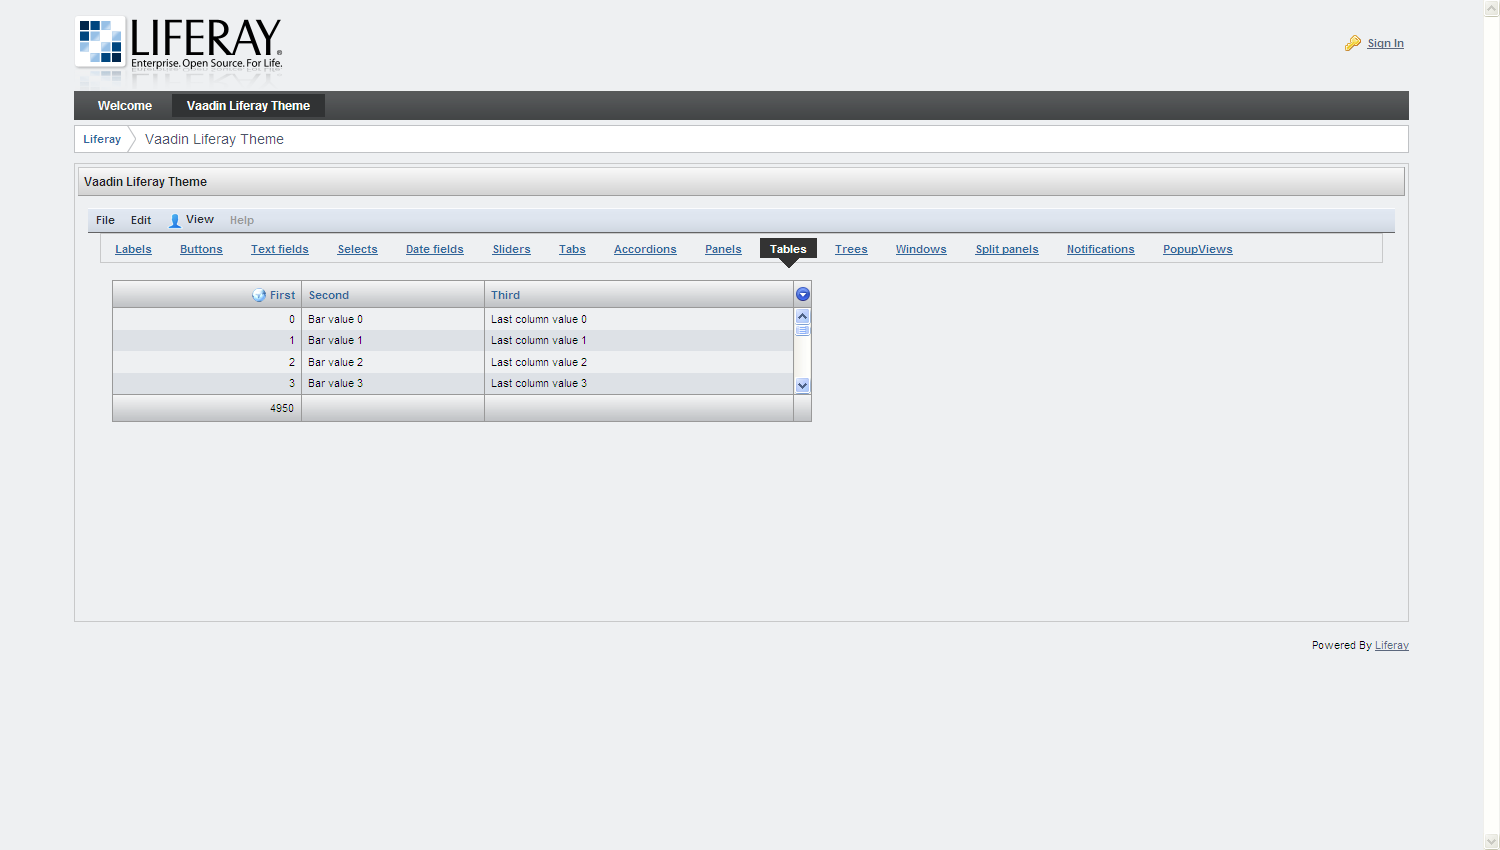 LIFERAY®
Enterprise. Open Source. For Life.
Sign In
Welcome Vaadin Liferay Theme
Liferay Vaadin Liferay Theme
Vaadin Liferay Theme
File Edit View Help
Labels Buttons Text fields Selects Date fields Sliders Tabs Accordions Panels Tables Trees Windows Split panels Notifications PopupViews
First Second Third
0 Bar value 0 Last column value 0
1 Bar value 1 Last column value 1
2 Bar value 2 Last column value 2
3 Bar value 3 Last column value 3
4950
Powered By Liferay